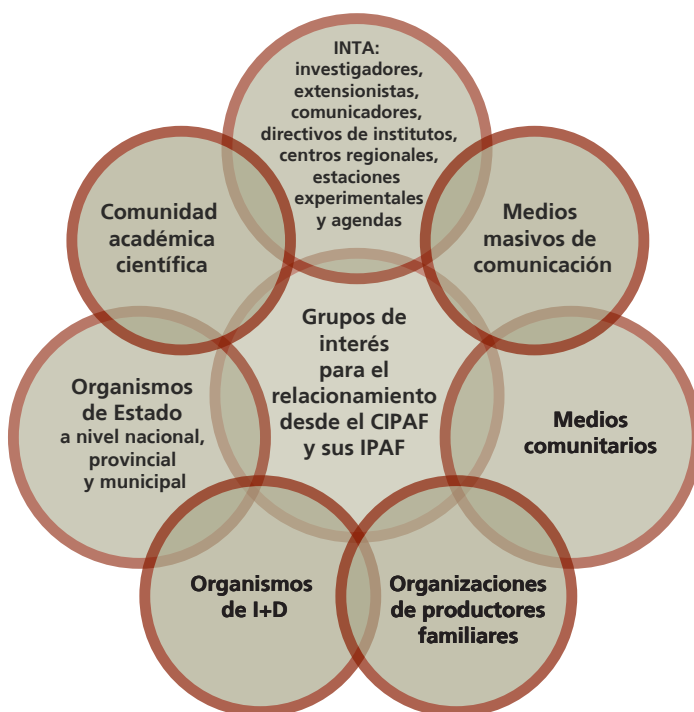 INTA:
investigadores,
extensionistas,
comunicadores,
directivos de institutos,
centros regionales,
estaciones
experimentales
y agendas
Comunidad
académica
científica
Medios
masivos de
comunicación
Grupos de
interés
para el
relacionamiento
desde el CIPAF
y sus IPAF
Organismos
de Estado
a nivel nacional,
provincial
y municipal
Medios
comunitarios
Organismos
de I+D
Organizaciones
de productores
familiares